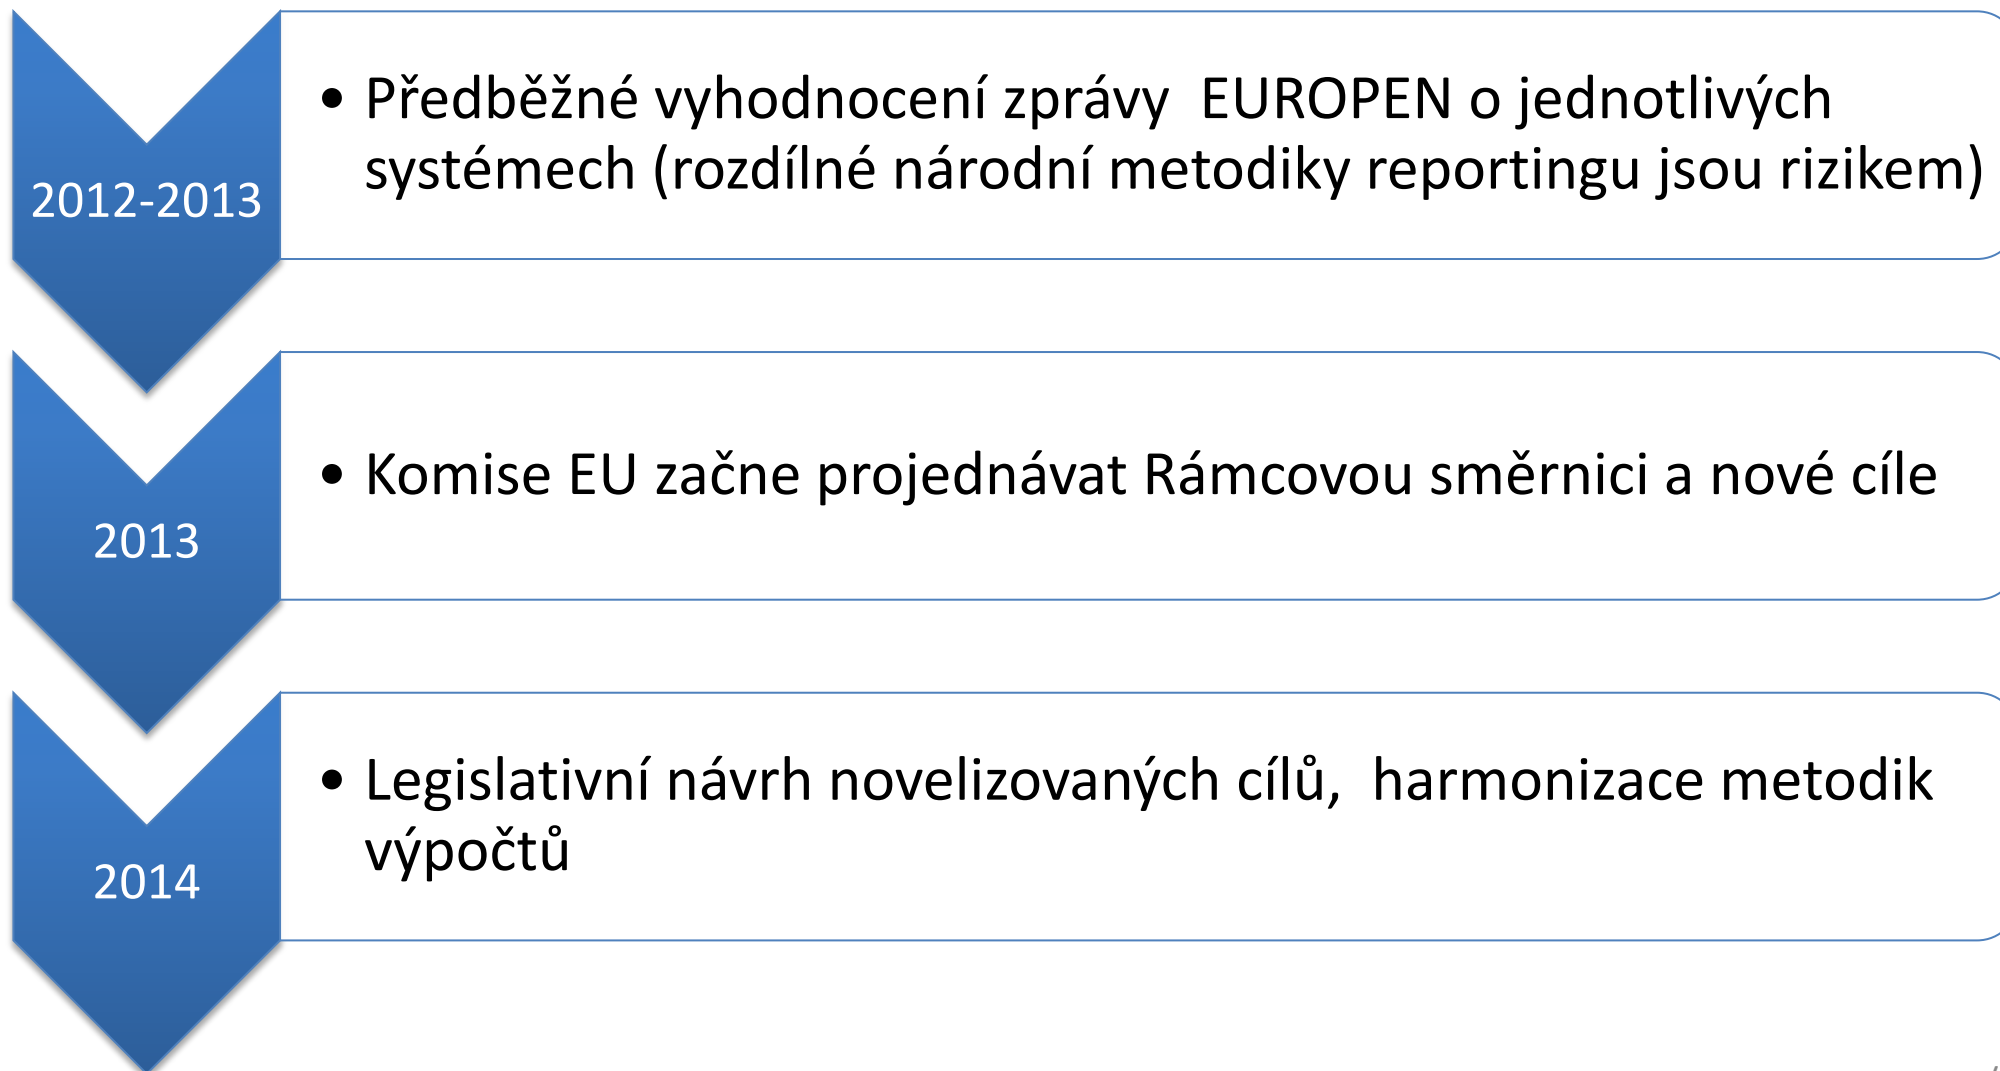 2012-2013
• Předběžné vyhodnocení zprávy  EUROPEN o jednotlivých
systémech (rozdílné národní metodiky reportingu jsou rizikem)
2013
• Komise EU začne projednávat Rámcovou směrnici a nové cíle
2014
• Legislativní návrh novelizovaných cílů,  harmonizace metodik
výpočtů